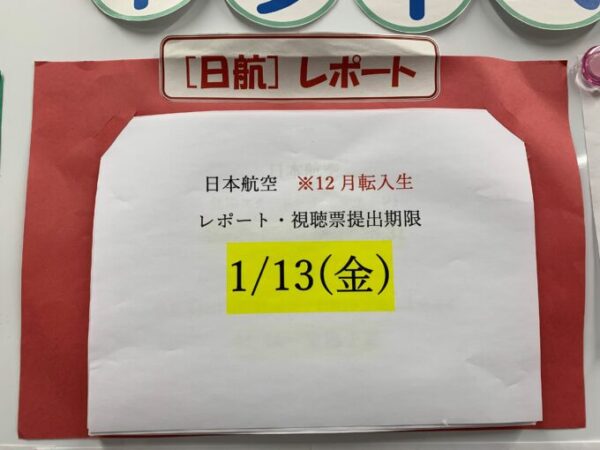 [日航] レポート
日本航空　※12月転入生
レポート・視聴票提出期限
1/13(金)